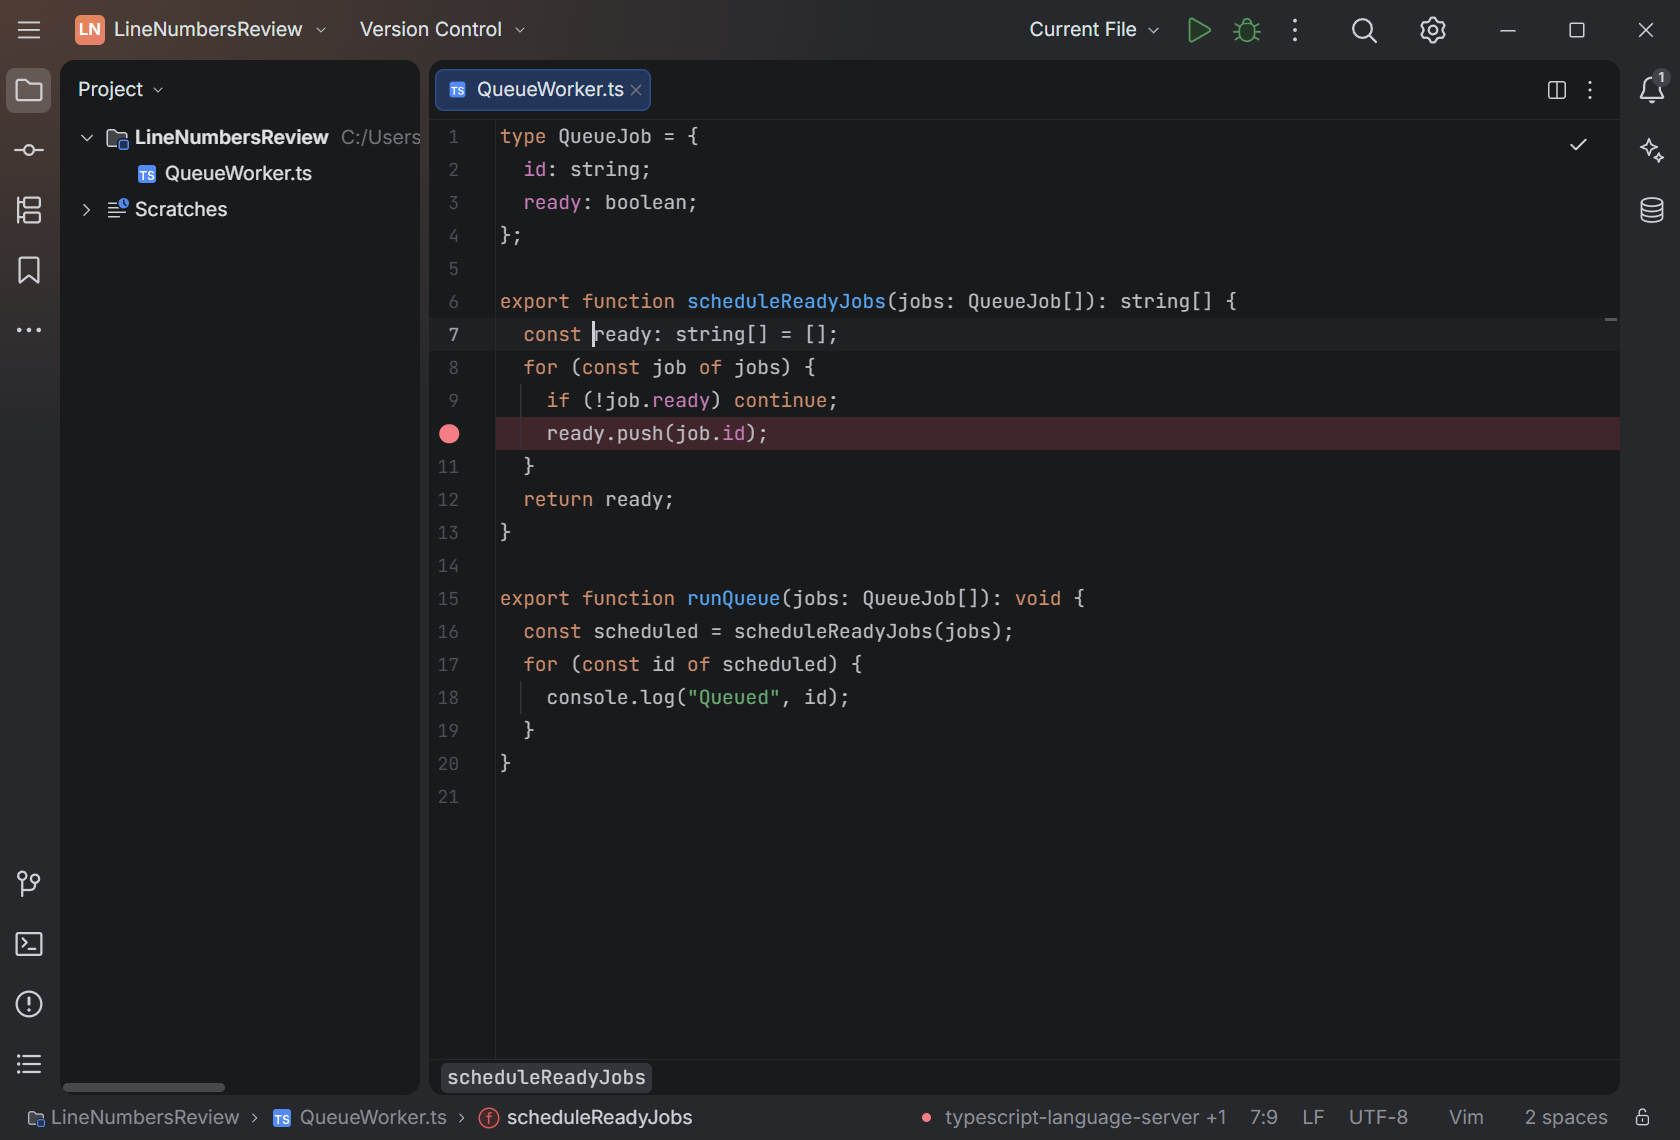 LN LineNumbersReview Version Control Current File
Project
LineNumbersReview C:/Users
TS QueueWorker.ts
Scratches
TS QueueWorker.ts
1 type QueueJob = {
2   id: string;
3   ready: boolean;
4 };
5
6 export function scheduleReadyJobs(jobs: QueueJob[]): string[] {
7   const ready: string[] = [];
8   for (const job of jobs) {
9     if (!job.ready) continue;
    ready.push(job.id);
11   }
12   return ready;
13 }
14
15 export function runQueue(jobs: QueueJob[]): void {
16   const scheduled = scheduleReadyJobs(jobs);
17   for (const id of scheduled) {
18     console.log("Queued", id);
19   }
20 }
21
scheduleReadyJobs
1
LineNumbersReview › TS QueueWorker.ts › f scheduleReadyJobs typescript-language-server +1 7:9 LF UTF-8 Vim 2 spaces